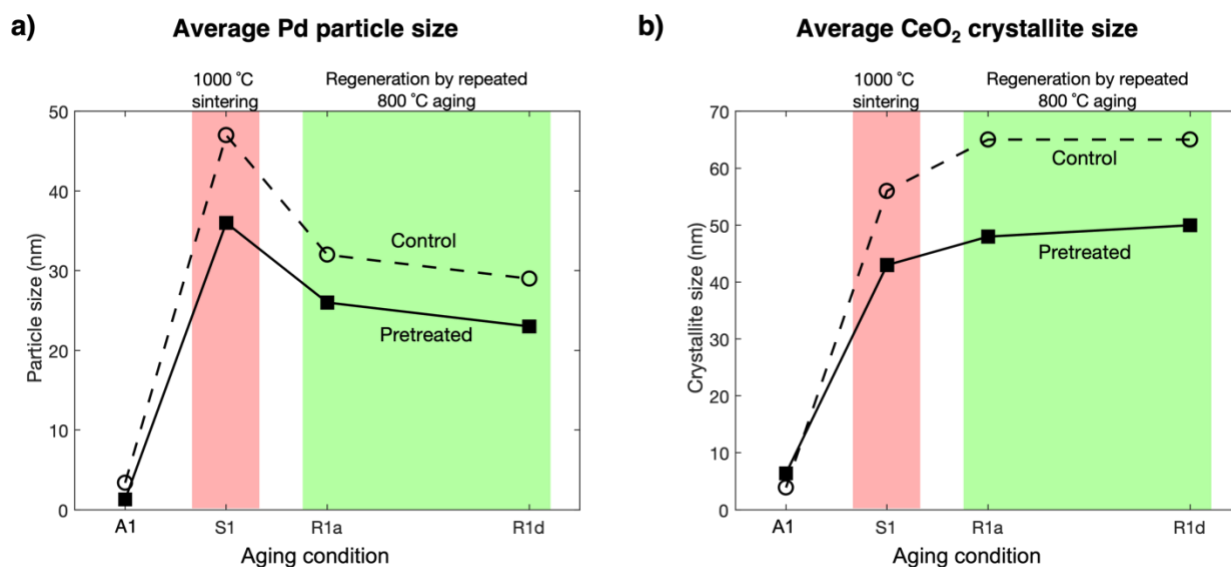 a)
Average Pd particle size
1000 ˚C
sintering
Regeneration by repeated
800 ˚C aging
50
40
30
20
10
0
Particle size (nm)
Control
Pretreated
A1
S1
R1a
R1d
Aging condition
b)
Average CeO₂ crystallite size
1000 ˚C
sintering
Regeneration by repeated
800 ˚C aging
70
60
50
40
30
20
10
0
Crystallite size (nm)
Control
Pretreated
A1
S1
R1a
R1d
Aging condition